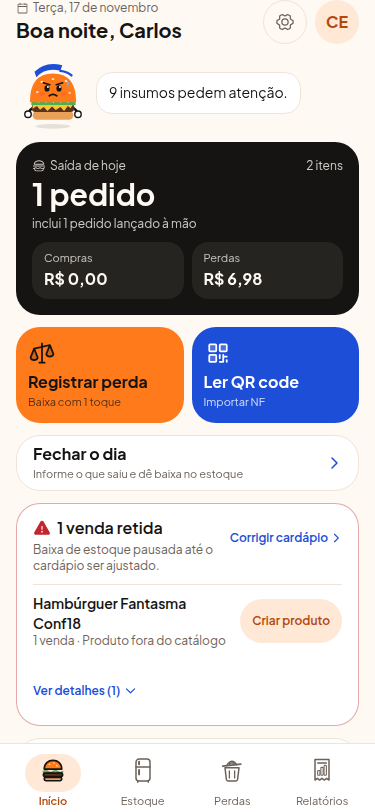 Terça, 17 de novembro
Boa noite, Carlos
CE
9 insumos pedem atenção.
Saída de hoje
2 itens
1 pedido
inclui 1 pedido lançado à mão
Compras
R$ 0,00
Perdas
R$ 6,98
Registrar perda
Baixa com 1 toque
Ler QR code
Importar NF
Fechar o dia
Informe o que saiu e dê baixa no estoque
1 venda retida
Corrigir cardápio
Baixa de estoque pausada até o
cardápio ser ajustado.
Hambúrguer Fantasma
Conf18
1 venda · Produto fora do catálogo
Criar produto
Ver detalhes (1)
Início
Estoque
Perdas
Relatórios